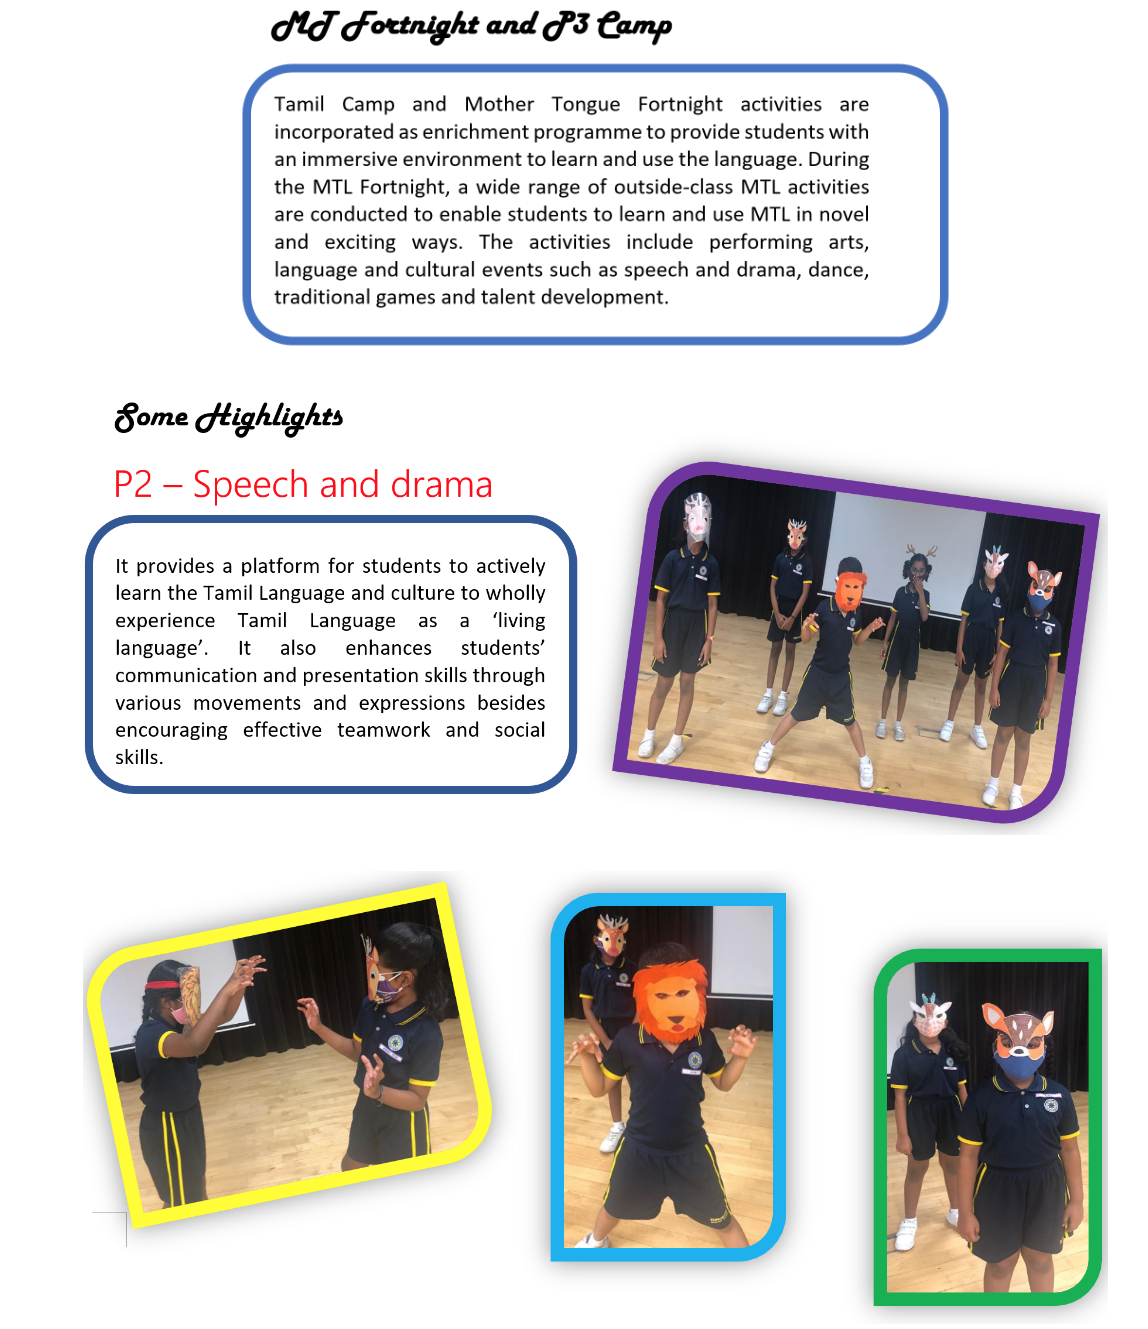 MT Fortnight and P3 Camp
Tamil Camp and Mother Tongue Fortnight activities are
incorporated as enrichment programme to provide students with
an immersive environment to learn and use the language. During
the MTL Fortnight, a wide range of outside-class MTL activities
are conducted to enable students to learn and use MTL in novel
and exciting ways. The activities include performing arts,
language and cultural events such as speech and drama, dance,
traditional games and talent development.
Some Highlights
P2 – Speech and drama
It provides a platform for students to actively
learn the Tamil Language and culture to wholly
experience Tamil Language as a ‘living
language’. It also enhances students’
communication and presentation skills through
various movements and expressions besides
encouraging effective teamwork and social
skills.